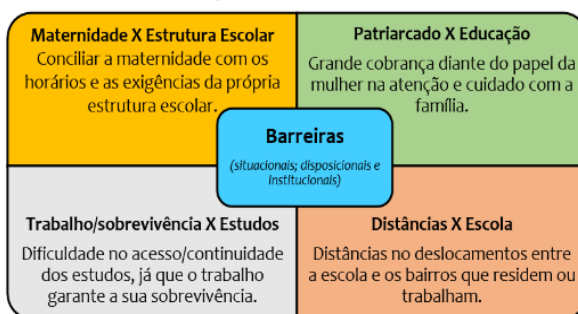 Maternidade X Estrutura Escolar
Conciliar a maternidade com os
horários e as exigências da própria
estrutura escolar.
Patriarcado X Educação
Grande cobrança diante do papel da
mulher na atenção e cuidado com a
família.
Barreiras
(situacionais; disposicionais e
institucionais)
Trabalho/sobrevivência X Estudos
Dificuldade no acesso/continuidade
dos estudos, já que o trabalho
garante a sua sobrevivência.
Distâncias X Escola
Distâncias no deslocamentos entre
a escola e os bairros que residem ou
trabalham.